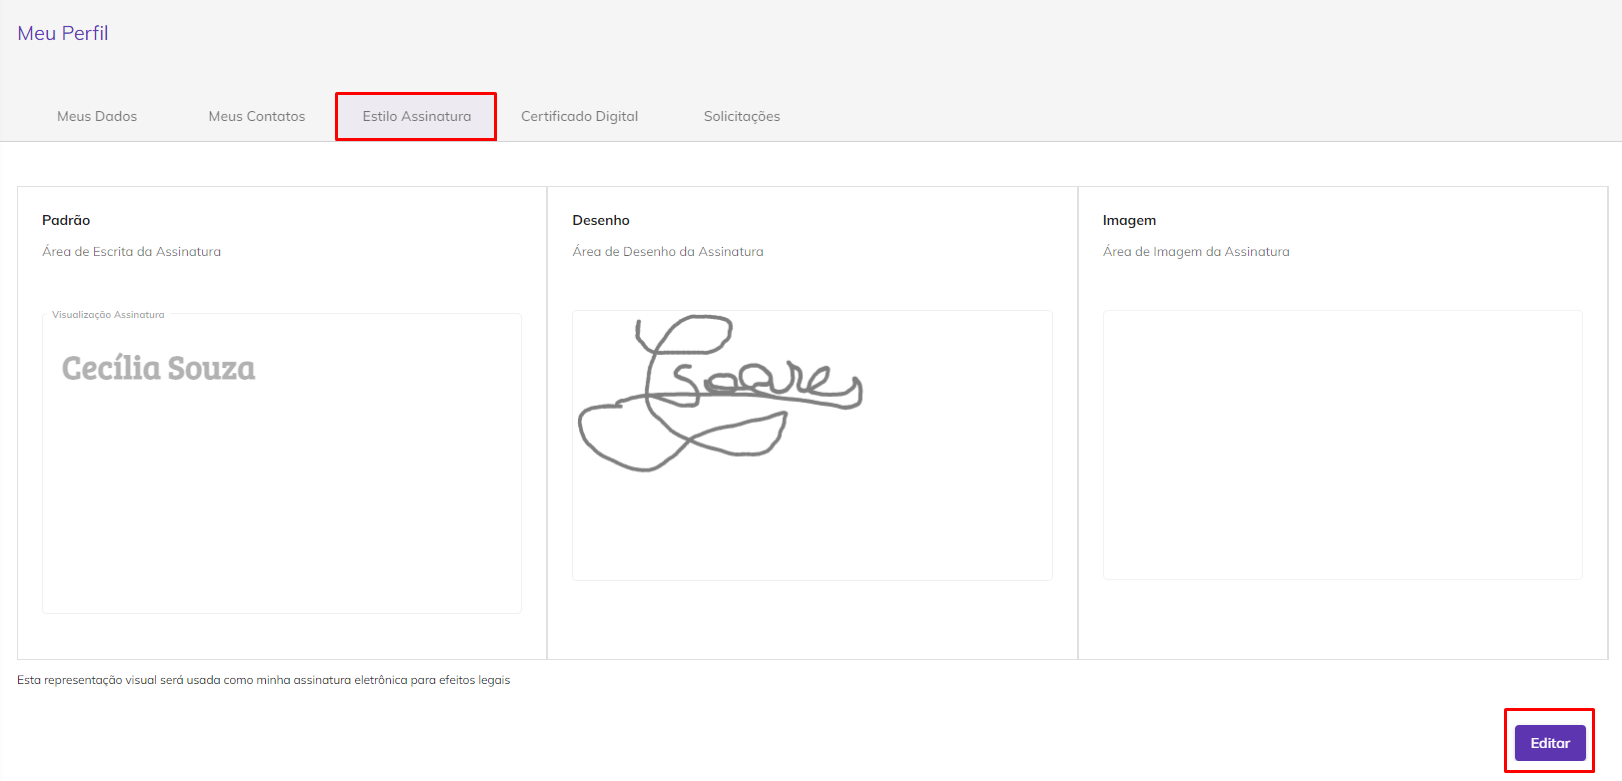 Meu Perfil
Meus Dados
Meus Contatos
Estilo Assinatura
Certificado Digital
Solicitações
Padrão
Área de Escrita da Assinatura
Visualização Assinatura
Cecília Souza
Desenho
Área de Desenho da Assinatura
Imagem
Área de Imagem da Assinatura
Esta representação visual será usada como minha assinatura eletrônica para efeitos legais
Editar